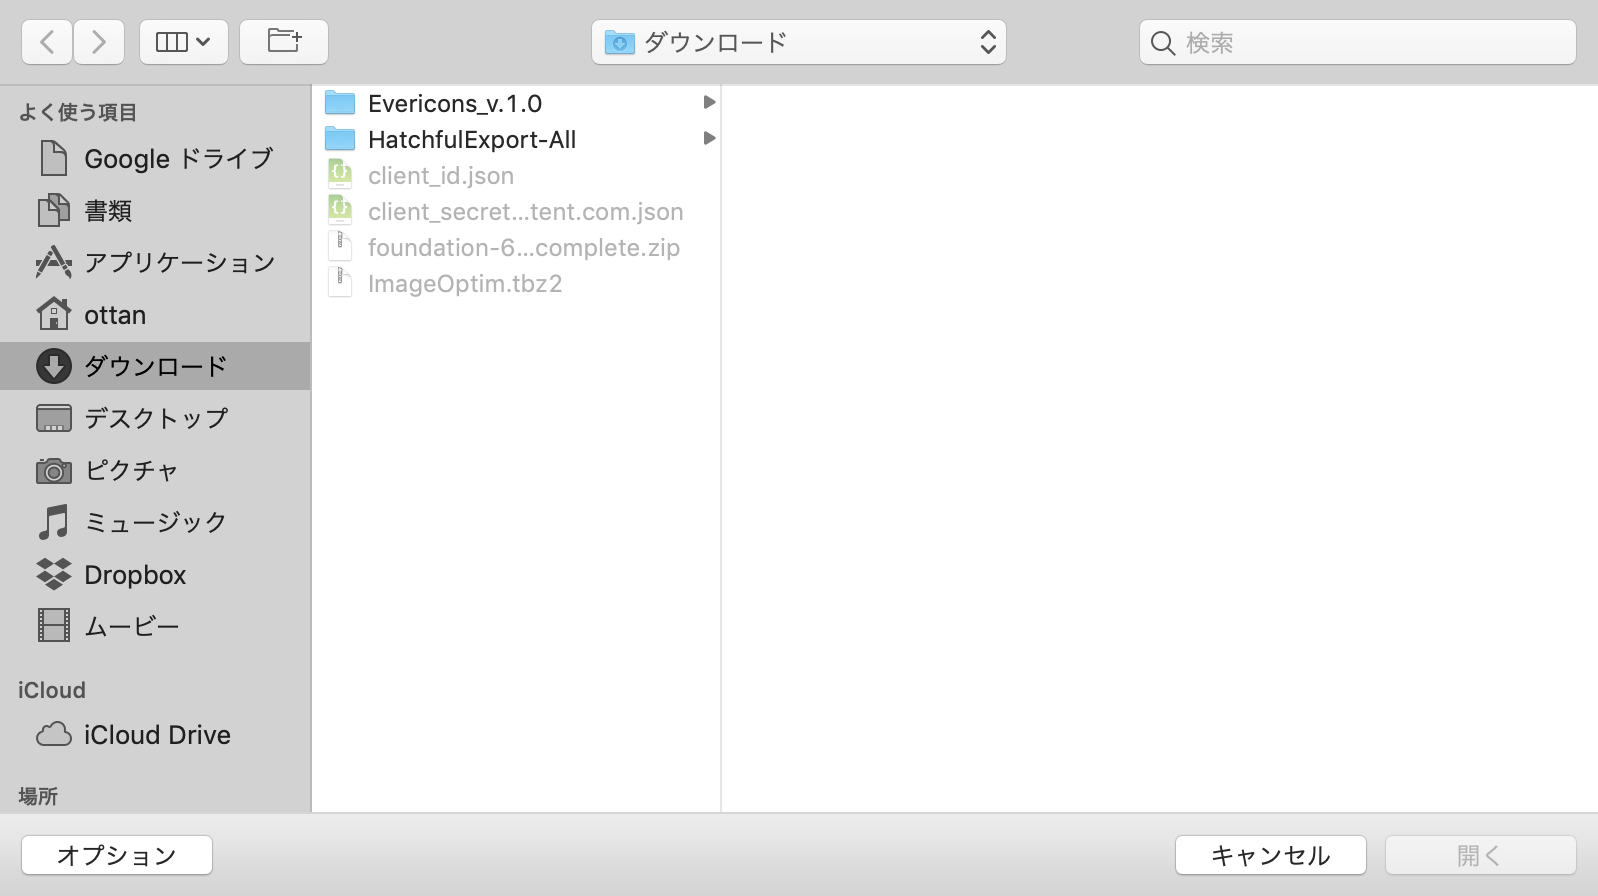 ダウンロード
検索
よく使う項目
Google ドライブ
書類
アプリケーション
ottan
ダウンロード
デスクトップ
ピクチャ
ミュージック
Dropbox
ムービー
iCloud
iCloud Drive
場所
Evericons_v.1.0
HatchfulExport-All
client_id.json
client_secret...tent.com.json
foundation-6...complete.zip
ImageOptim.tbz2
オプション
キャンセル
開く